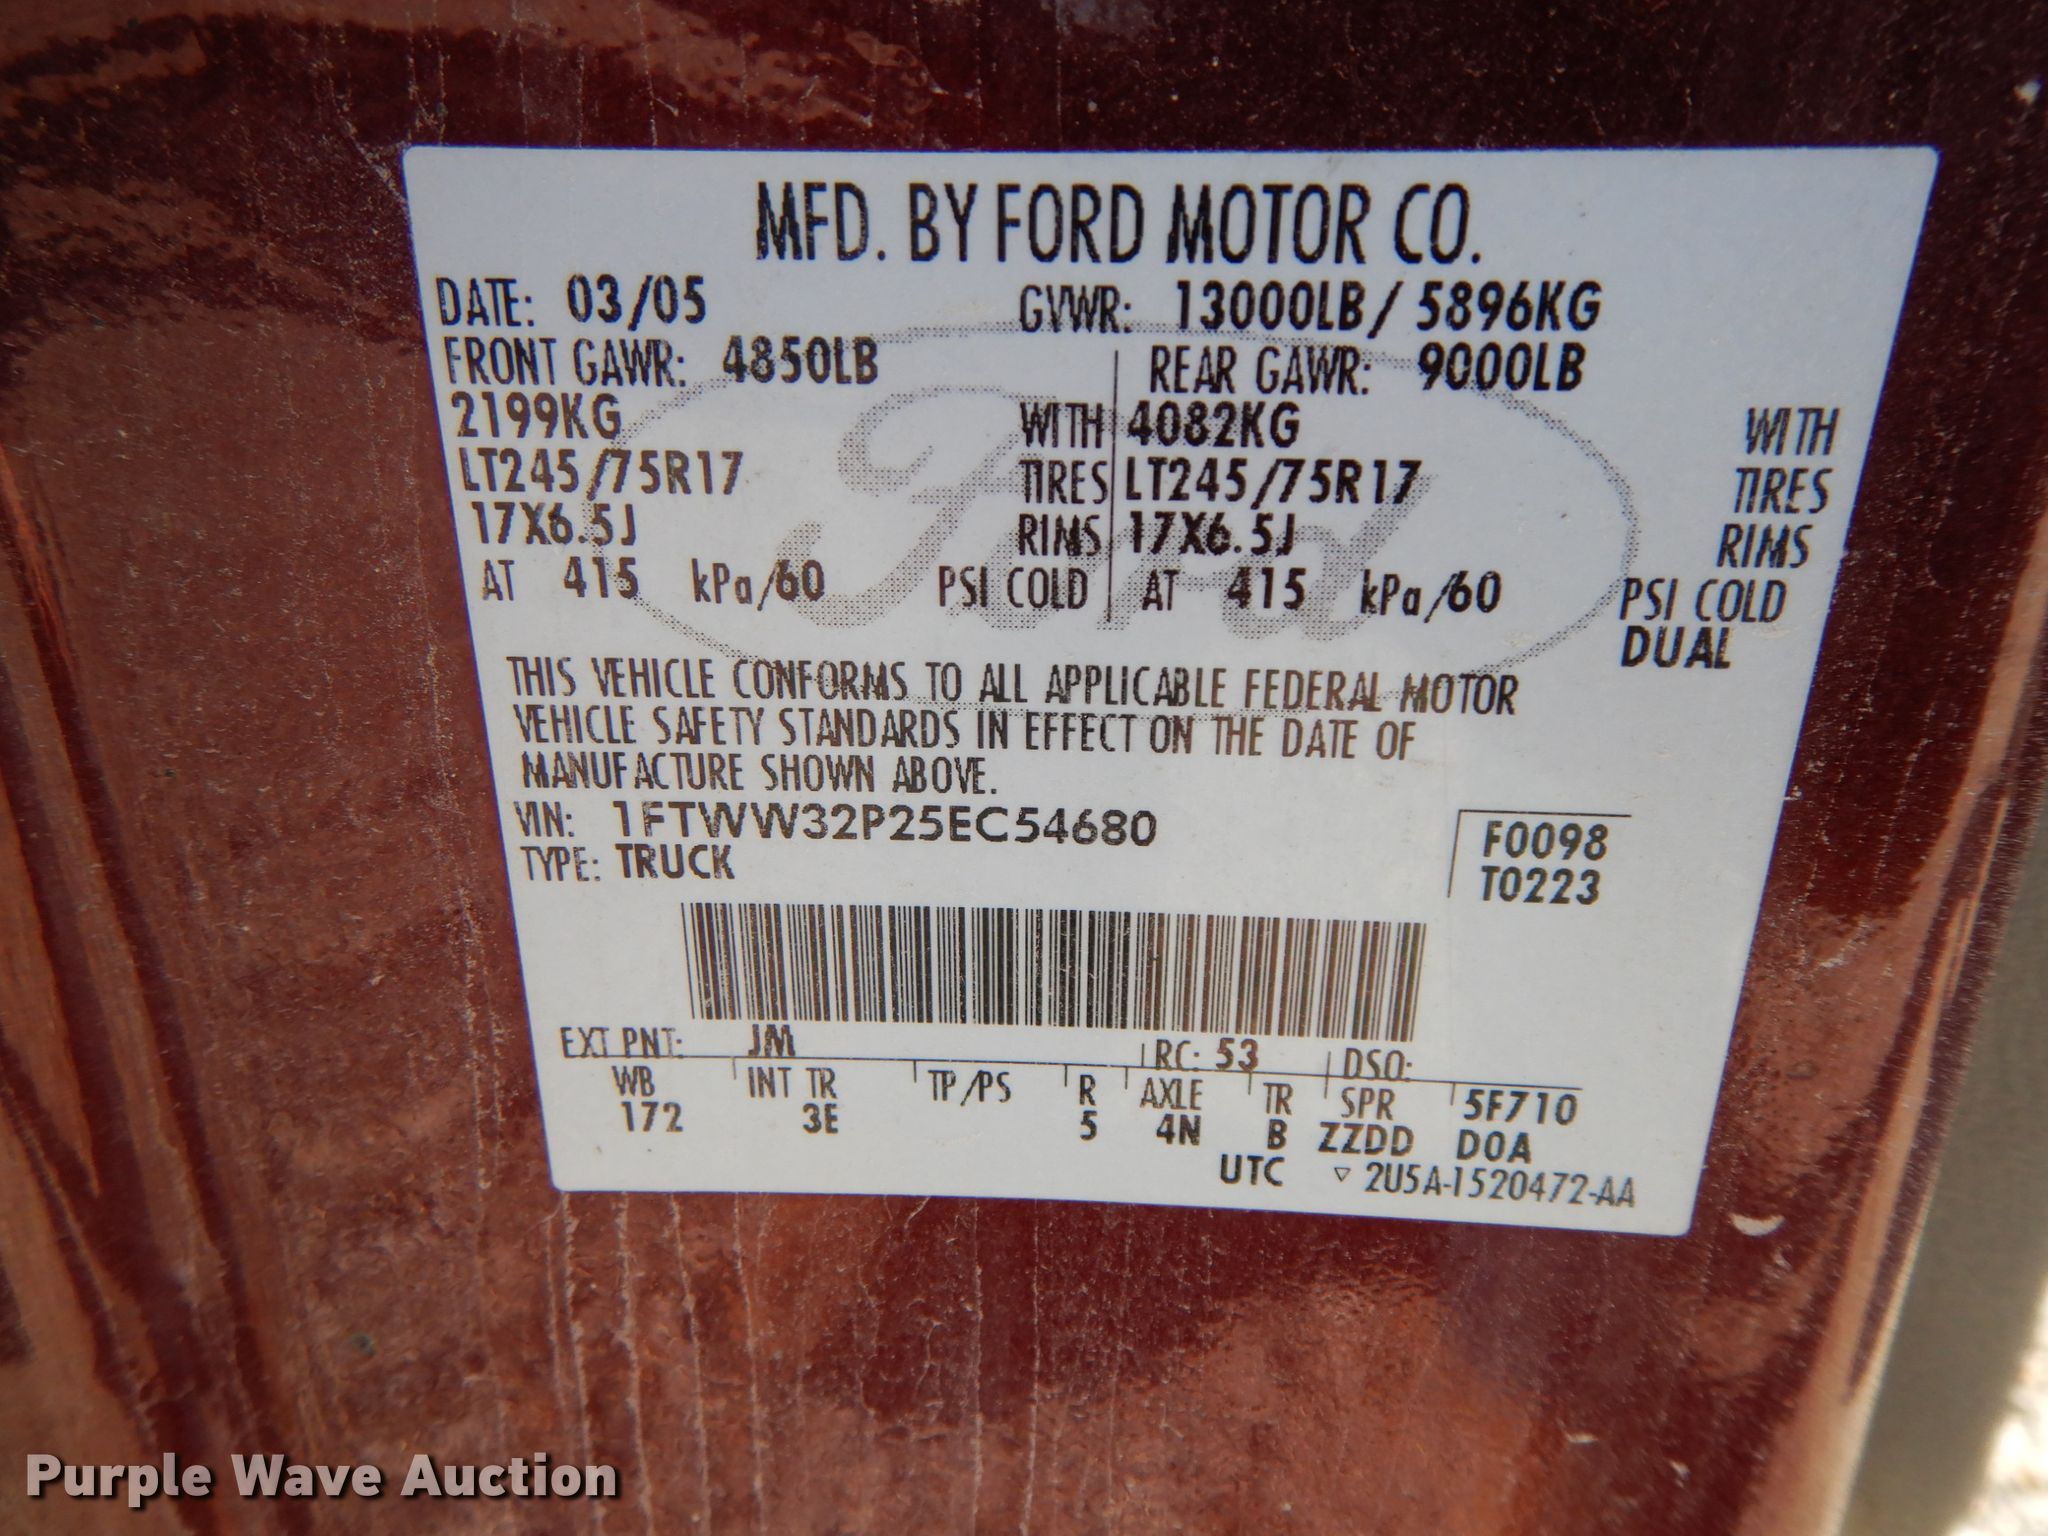 MFD. BY FORD MOTOR CO.
DATE: 03/05 GVWR: 13000LB/ 5896KG
FRONT GAWR: 4850LB REAR GAWR: 9000LB
2199KG WITH 4082KG WITH
LT245/75R17 TIRES LT245/75R17 TIRES
17X6.5J RIMS 17X6.5J RIMS
AT 415 kPa/60 PSI COLD AT 415 kPa/60 PSI COLD
DUAL
Ford
THIS VEHICLE CONFORMS TO ALL APPLICABLE FEDERAL MOTOR
VEHICLE SAFETY STANDARDS IN EFFECT ON THE DATE OF
MANUFACTURE SHOWN ABOVE.
VIN: 1FTWW32P25EC54680
TYPE: TRUCK
F0098
T0223
EXT PNT: JM RC: 53 DSO:
WB INT TR TP/PS R AXLE TR SPR 5F710
172 3E 5 4N B ZZDD D0A
UTC ▽ 2U5A-1520472-AA
Purple Wave Auction